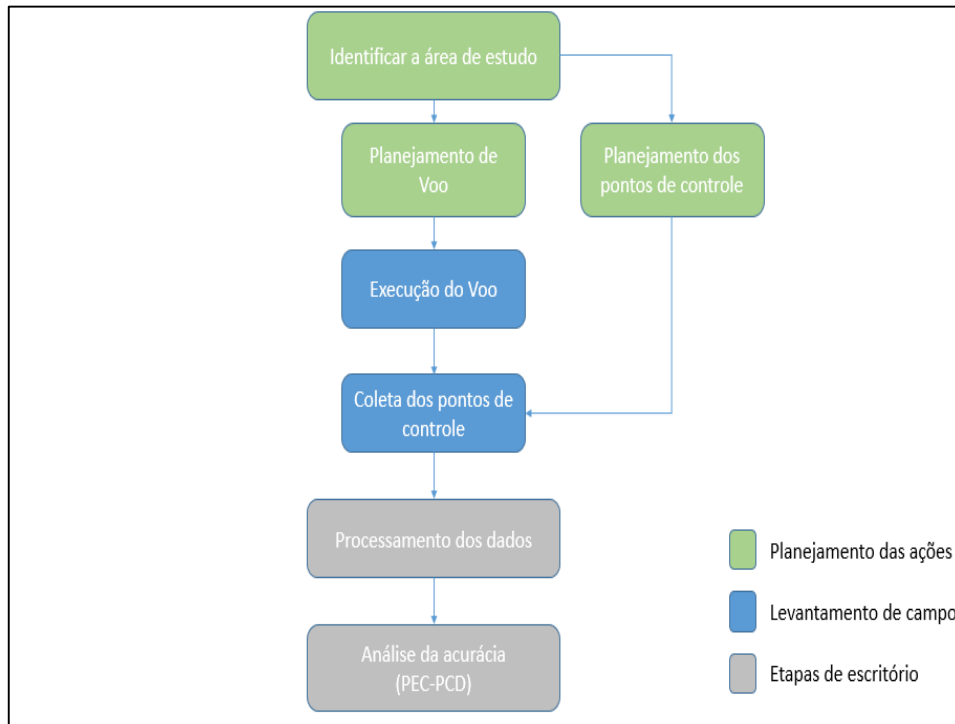 Identificar a área de estudo
Planejamento de
Voo
Planejamento dos
pontos de controle
Execução do Voo
Coleta dos pontos de
controle
Processamento dos dados
Análise da acurácia
(PEC-PCD)
Planejamento das ações
Levantamento de campo
Etapas de escritório